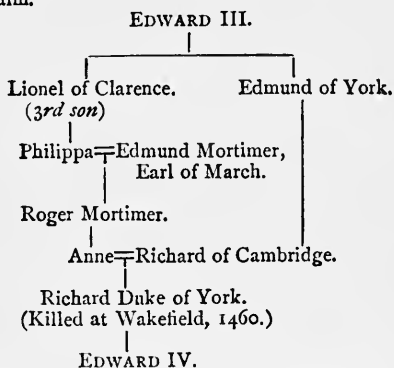 EDWARD III.
Lionel of Clarence. Edmund of York.
(3rd son)
Philippa Edmund Mortimer,
Earl of March.
Roger Mortimer.
Anne Richard of Cambridge.
Richard Duke of York.
(Killed at Wakefield, 1460.)
EDWARD IV.